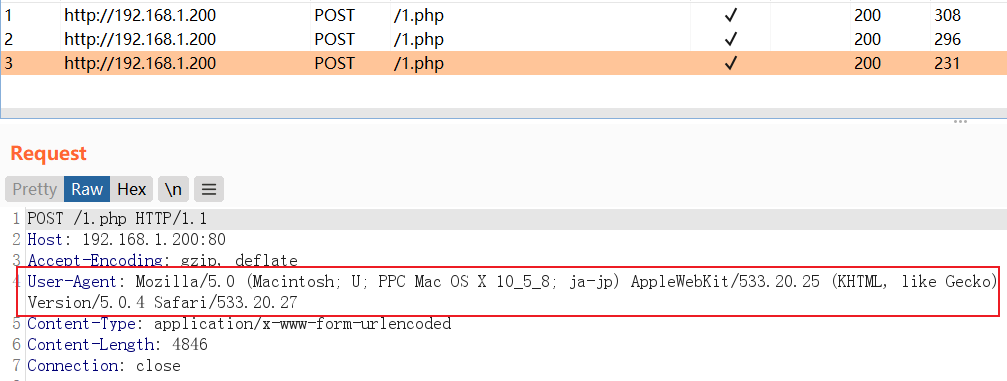 1 http://192.168.1.200 POST /1.php ✓ 200 308
2 http://192.168.1.200 POST /1.php ✓ 200 296
3 http://192.168.1.200 POST /1.php ✓ 200 231
Request
Pretty Raw Hex \n
1 POST /1.php HTTP/1.1
2 Host: 192.168.1.200:80
3 Accept-Encoding: gzip, deflate
4 User-Agent: Mozilla/5.0 (Macintosh; U; PPC Mac OS X 10_5_8; ja-jp) AppleWebKit/533.20.25 (KHTML, like Gecko)
Version/5.0.4 Safari/533.20.27
5 Content-Type: application/x-www-form-urlencoded
6 Content-Length: 4846
7 Connection: close